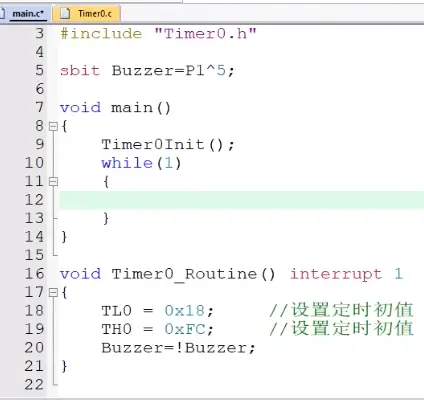 main.c* Timer0.c
3 #include "Timer0.h"
4
5 sbit Buzzer=P1^5;
6
7 void main()
8 {
9 Timer0Init();
10 while(1)
11 {
12
13 }
14 }
15
16 void Timer0_Routine() interrupt 1
17 {
18 TL0 = 0x18; //设置定时初值
19 TH0 = 0xFC; //设置定时初值
20 Buzzer=!Buzzer;
21 }
22